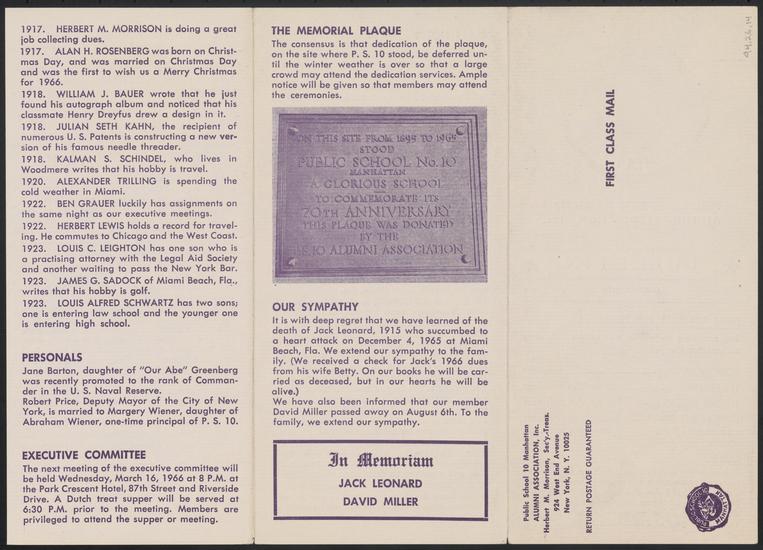 1917. HERBERT M. MORRISON is doing a great
job collecting dues.
1917. ALAN H. ROSENBERG was born on Christ-
mas Day, and was married on Christmas Day
and was the first to wish us a Merry Christmas
for 1966.
1918. WILLIAM J. BAUER wrote that he just
found his autograph album and noticed that his
classmate Henry Dreyfus drew a design in it.
1918. JULIAN SETH KAHN, the recipient of
numerous U. S. Patents is constructing a new ver-
sion of his famous needle threader.
1918. KALMAN S. SCHINDEL, who lives in
Woodmere writes that his hobby is travel.
1920. ALEXANDER TRILLING is spending the
cold weather in Miami.
1922. BEN GRAUER luckily has assignments on
the same night as our executive meetings.
1922. HERBERT LEWIS holds a record for travel-
ing. He commutes to Chicago and the West Coast.
1923. LOUIS C. LEIGHTON has one son who is
a practising attorney with the Legal Aid Society
and another waiting to pass the New York Bar.
1923. JAMES G. SADOCK of Miami Beach, Fla.,
writes that his hobby is golf.
1923. LOUIS ALFRED SCHWARTZ has two sons;
one is entering law school and the younger one
is entering high school.
PERSONALS
Jane Barton, daughter of "Our Abe" Greenberg
was recently promoted to the rank of Comman-
der in the U. S. Naval Reserve.
Robert Price, Deputy Mayor of the City of New
York, is married to Margery Wiener, daughter of
Abraham Wiener, one-time principal of P. S. 10.
EXECUTIVE COMMITTEE
The next meeting of the executive committee will
be held Wednesday, March 16, 1966 at 8 P.M. at
the Park Crescent Hotel, 87th Street and Riverside
Drive. A Dutch treat supper will be served at
6:30 P.M. prior to the meeting. Members are
privileged to attend the supper or meeting.
THE MEMORIAL PLAQUE
The consensus is that dedication of the plaque,
on the site where P. S. 10 stood, be deferred un-
til the winter weather is over so that a large
crowd may attend the dedication services. Ample
notice will be given so that members may attend
the ceremonies.
ON THIS SITE FROM 1895 TO 1965
STOOD
PUBLIC SCHOOL No. 10
MANHATTAN
A GLORIOUS SCHOOL
TO COMMEMORATE ITS
70TH ANNIVERSARY
THIS PLAQUE WAS DONATED
BY THE
P.S. 10 ALUMNI ASSOCIATION
OUR SYMPATHY
It is with deep regret that we have learned of the
death of Jack Leonard, 1915 who succumbed to
a heart attack on December 4, 1965 at Miami
Beach, Fla. We extend our sympathy to the fam-
ily. (We received a check for Jack's 1966 dues
from his wife Betty. On our books he will be car-
ried as deceased, but in our hearts he will be
alive.)
We have also been informed that our member
David Miller passed away on August 6th. To the
family, we extend our sympathy.
In Memoriam
JACK LEONARD
DAVID MILLER
FIRST CLASS MAIL
Public School 10 Manhattan
ALUMNI ASSOCIATION, Inc.
Herbert M. Morrison, Sec'y.-Treas.
924 West End Avenue
New York, N. Y. 10025
RETURN POSTAGE GUARANTEED